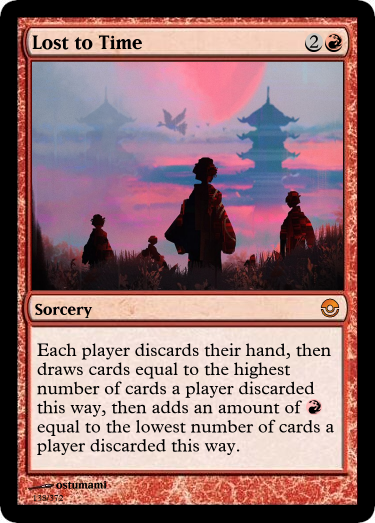 Lost to Time 2
Sorcery
Each player discards their hand, then
draws cards equal to the highest
number of cards a player discarded
this way, then adds an amount of
equal to the lowest number of cards a
player discarded this way.
ostumami